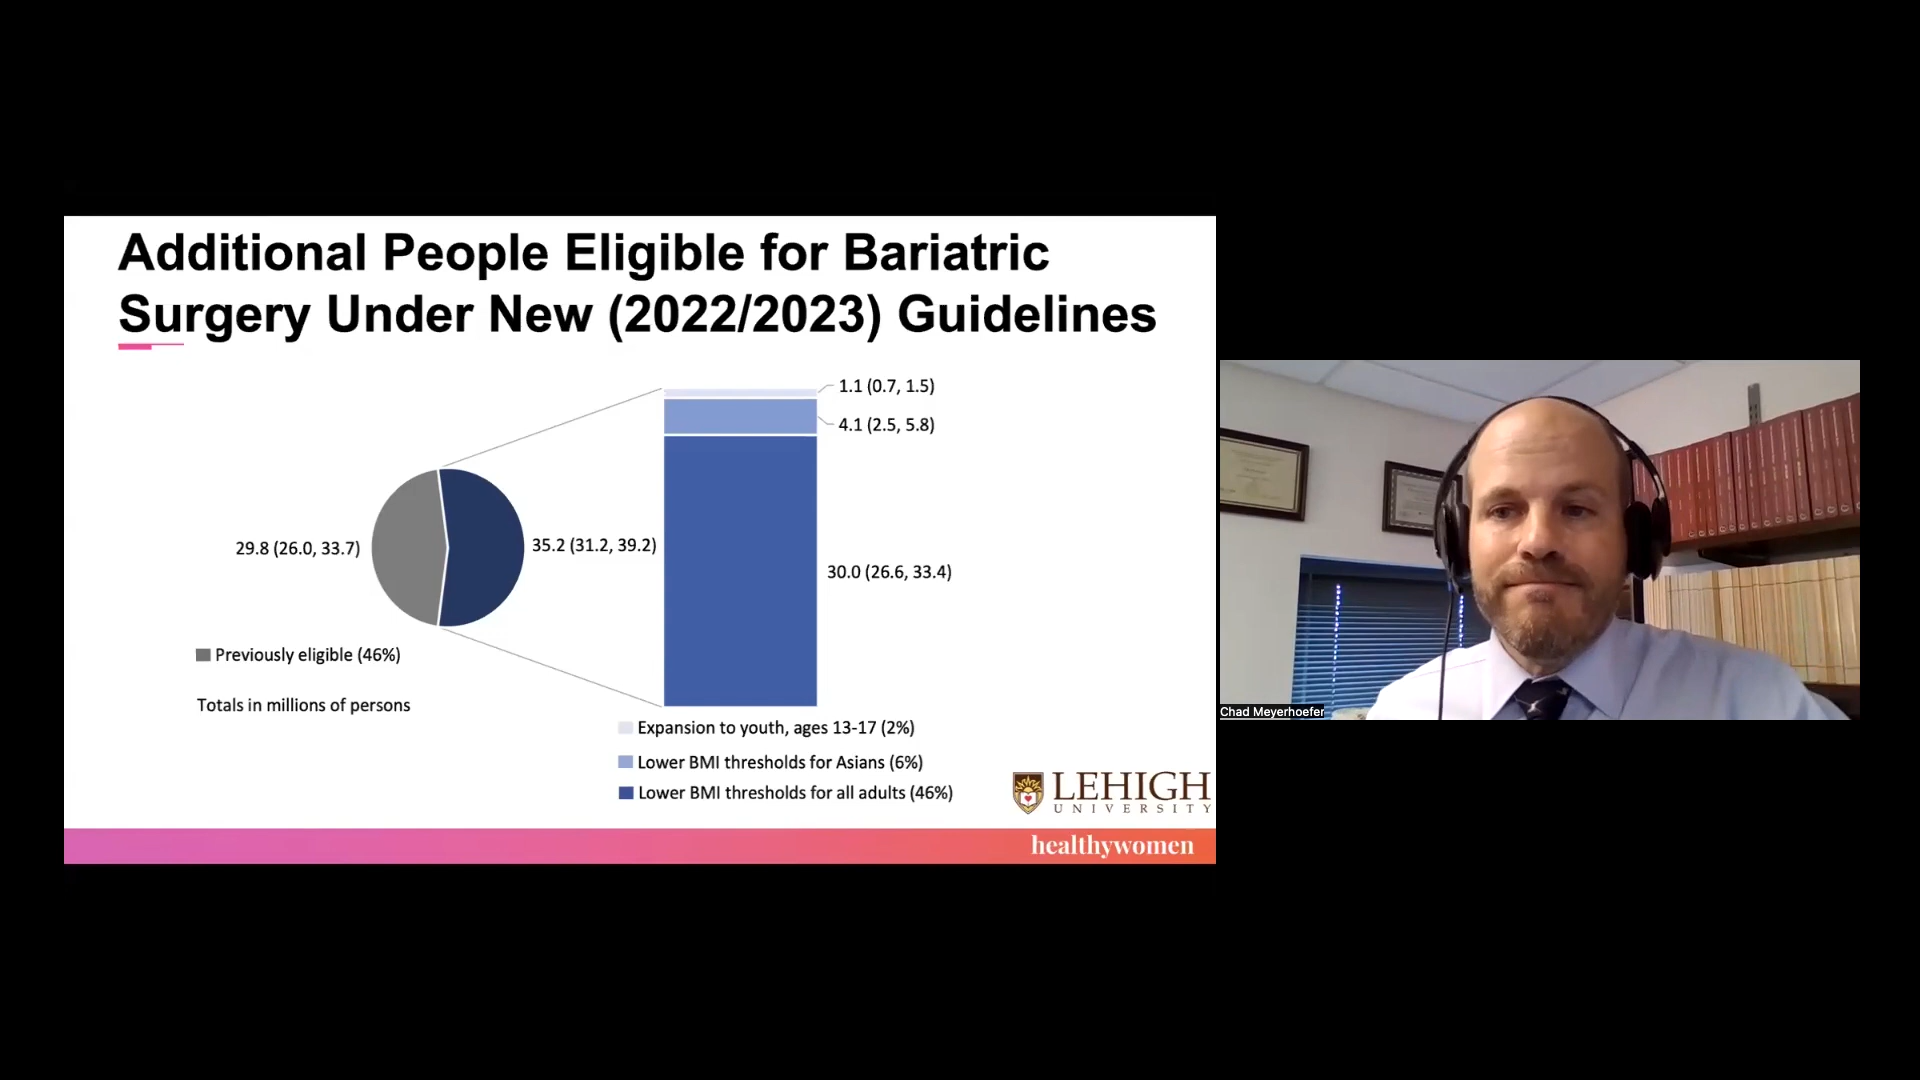 Additional People Eligible for Bariatric
Surgery Under New (2022/2023) Guidelines
1.1 (0.7, 1.5)
4.1 (2.5, 5.8)
29.8 (26.0, 33.7)
35.2 (31.2, 39.2)
30.0 (26.6, 33.4)
Previously eligible (46%)
Totals in millions of persons
Expansion to youth, ages 13-17 (2%)
Lower BMI thresholds for Asians (6%)
Lower BMI thresholds for all adults (46%)
LEHIGH
UNIVERSITY
healthywomen
Chad Meyerhoefer